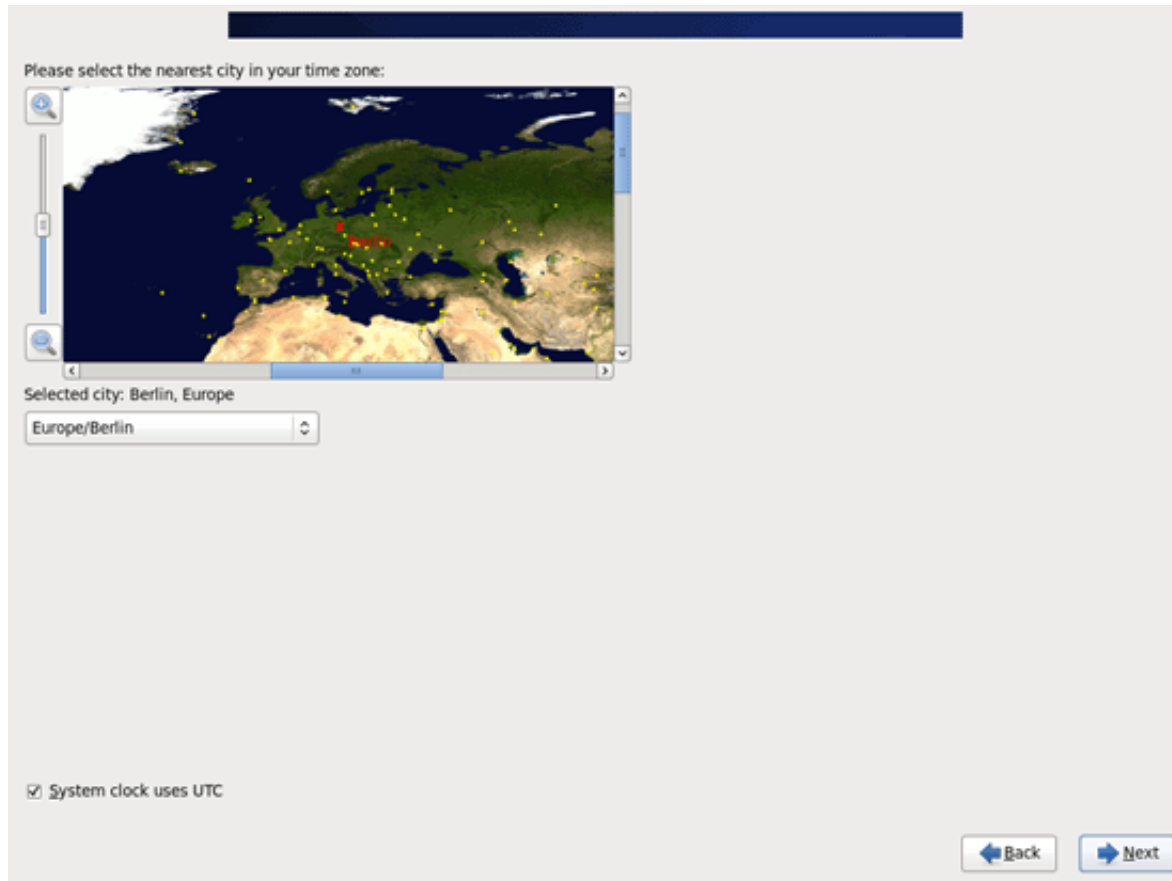 Please select the nearest city in your time zone:
Berlin
Selected city: Berlin, Europe
Europe/Berlin
System clock uses UTC
Back
Next